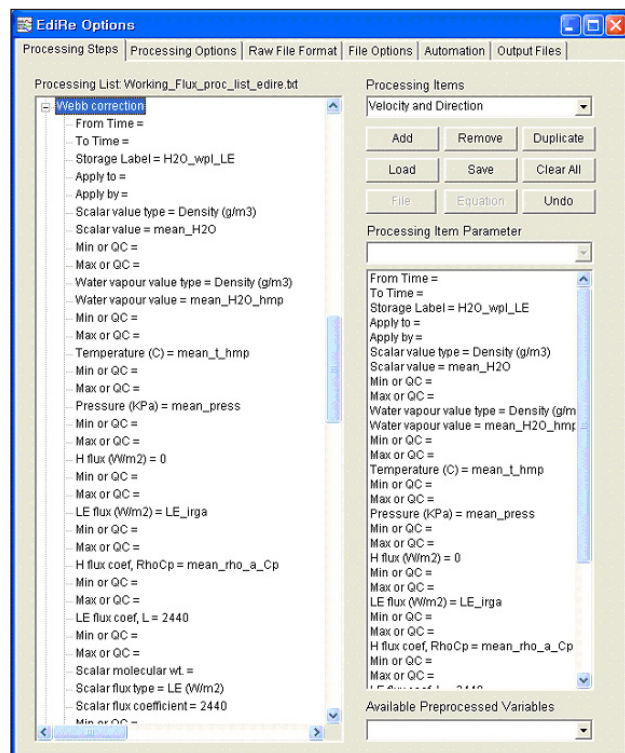 EdiRe Options
Processing Steps Processing Options Raw File Format File Options Automation Output Files
Processing List: Working_Flux_proc_list_edire.txt
Webb correction
From Time =
To Time =
Storage Label = H2O_wpl_LE
Apply to =
Apply by =
Scalar value type = Density (g/m3)
Scalar value = mean_H2O
Min or QC =
Max or QC =
Water vapour value type = Density (g/m3)
Water vapour value = mean_H2O_hmp
Min or QC =
Max or QC =
Temperature (C) = mean_t_hmp
Min or QC =
Max or QC =
Pressure (KPa) = mean_press
Min or QC =
Max or QC =
H flux (W/m2) = 0
Min or QC =
Max or QC =
LE flux (W/m2) = LE_irga
Min or QC =
Max or QC =
H flux coef, RhoCp = mean_rho_a_Cp
Min or QC =
Max or QC =
LE flux coef, L = 2440
Min or QC =
Max or QC =
Scalar molecular wt. =
Scalar flux type = LE (W/m2)
Scalar flux coefficient = 2440
Min or QC =
Processing Items
Velocity and Direction
Add Remove Duplicate
Load Save Clear All
File Equation Undo
Processing Item Parameter
From Time =
To Time =
Storage Label = H2O_wpl_LE
Apply to =
Apply by =
Scalar value type = Density (g/m3)
Scalar value = mean_H2O
Min or QC =
Max or QC =
Water vapour value type = Density (g/m
Water vapour value = mean_H2O_hmp
Min or QC =
Max or QC =
Temperature (C) = mean_t_hmp
Min or QC =
Max or QC =
Pressure (KPa) = mean_press
Min or QC =
Max or QC =
H flux (W/m2) = 0
Min or QC =
Max or QC =
LE flux (W/m2) = LE_irga
Min or QC =
Max or QC =
H flux coef, RhoCp = mean_rho_a_Cp
Min or QC =
Max or QC =
LE flux coef, L = 2440
Available Preprocessed Variables